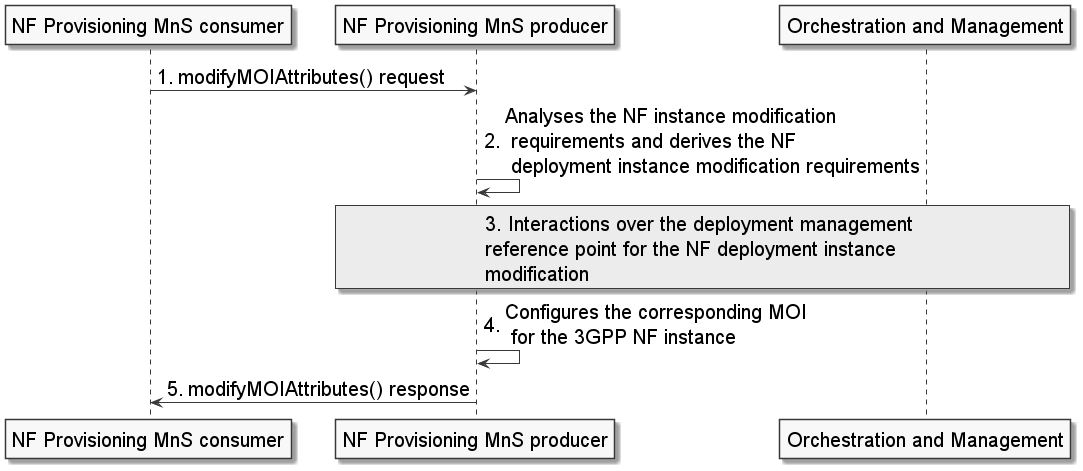 NF Provisioning MnS consumer
NF Provisioning MnS producer
Orchestration and Management
1. modifyMOIAttributes() request
Analyses the NF instance modification
2. requirements and derives the NF
deployment instance modification requirements
3. Interactions over the deployment management
reference point for the NF deployment instance
modification
Configures the corresponding MOI
4.
for the 3GPP NF instance
5. modifyMOIAttributes() response
NF Provisioning MnS consumer
NF Provisioning MnS producer
Orchestration and Management